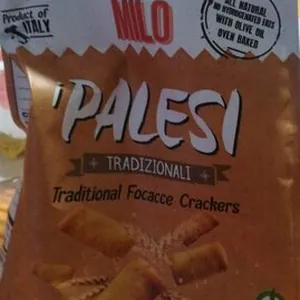 Product of
ITALY
MILO
ALL NATURAL
NO HYDROGENATED FATS
WITH OLIVE OIL
OVEN BAKED
i PALESI
TRADIZIONALI
Traditional Focacce Crackers